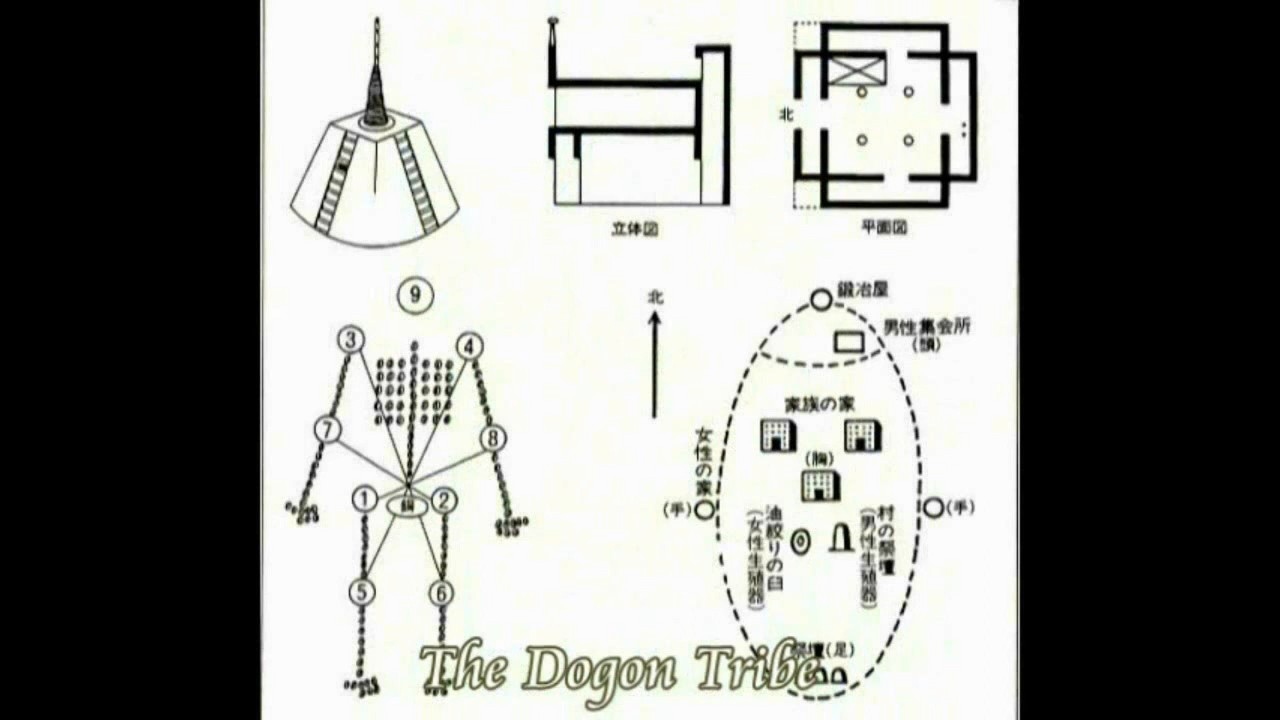 北
立体図
平面図
9
3
4
7
8
1
2
5
6
北
鍛冶屋
男性集会所
(頭)
家族の家
(胸)
女性の家
(手)
(手)
油絞りの臼
(女性生殖器)
村の祭壇
(男性生殖器)
祭壇(足)
The Dogon Tribe